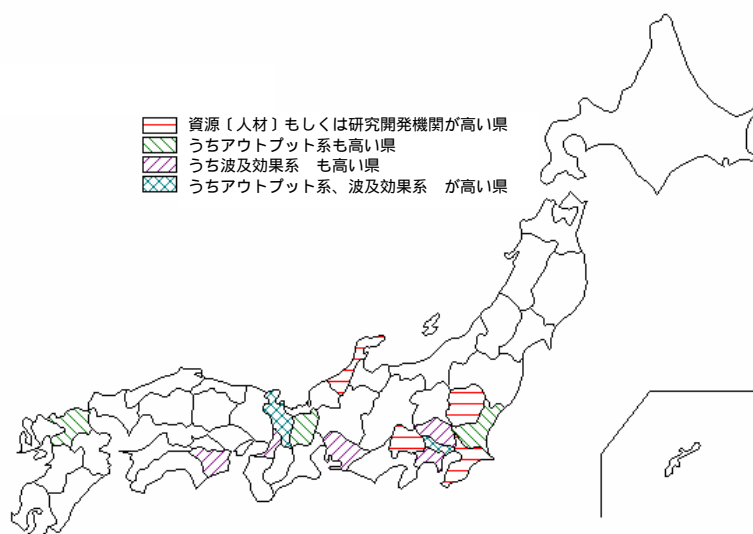 資源〔人材〕もしくは研究開発機関が高い県
うちアウトプット系も高い県
うち波及効果系　も高い県
うちアウトプット系、波及効果系　が高い県